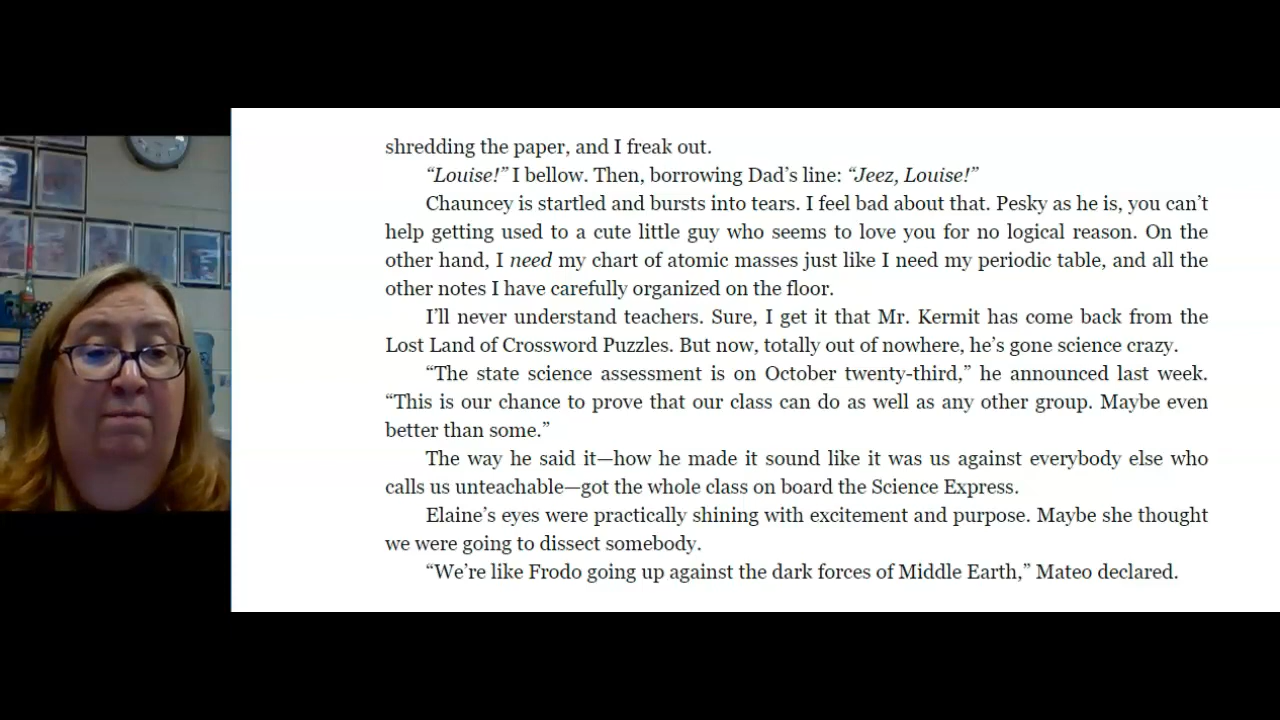 shredding the paper, and I freak out.
“Louise!” I bellow. Then, borrowing Dad’s line: “Jeez, Louise!”
Chauncey is startled and bursts into tears. I feel bad about that. Pesky as he is, you can’t
help getting used to a cute little guy who seems to love you for no logical reason. On the
other hand, I need my chart of atomic masses just like I need my periodic table, and all the
other notes I have carefully organized on the floor.
I’ll never understand teachers. Sure, I get it that Mr. Kermit has come back from the
Lost Land of Crossword Puzzles. But now, totally out of nowhere, he’s gone science crazy.
“The state science assessment is on October twenty-third,” he announced last week.
“This is our chance to prove that our class can do as well as any other group. Maybe even
better than some.”
The way he said it—how he made it sound like it was us against everybody else who
calls us unteachable—got the whole class on board the Science Express.
Elaine’s eyes were practically shining with excitement and purpose. Maybe she thought
we were going to dissect somebody.
“We’re like Frodo going up against the dark forces of Middle Earth,” Mateo declared.